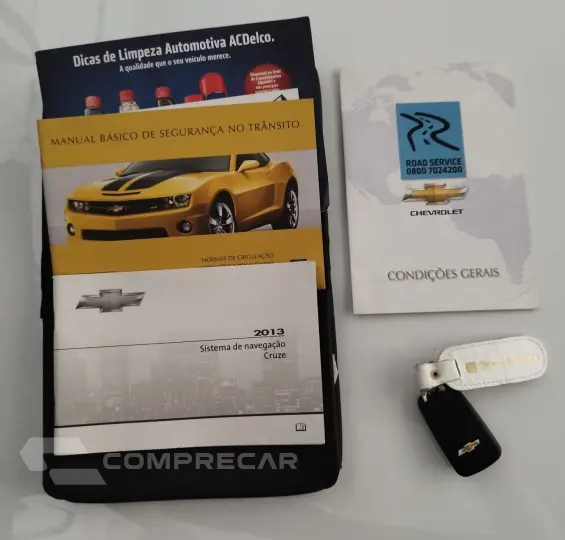 Dicas de Limpeza Automotiva ACDelco.
A qualidade que o seu veículo merece.
MANUAL BÁSICO DE SEGURANÇA NO TRÂNSITO
NORMAS DE CIRCULAÇÃO
2013
Sistema de navegação
Cruze
ROAD SERVICE
0800 7024200
CHEVROLET
CONDIÇÕES GERAIS
COMPRECAR